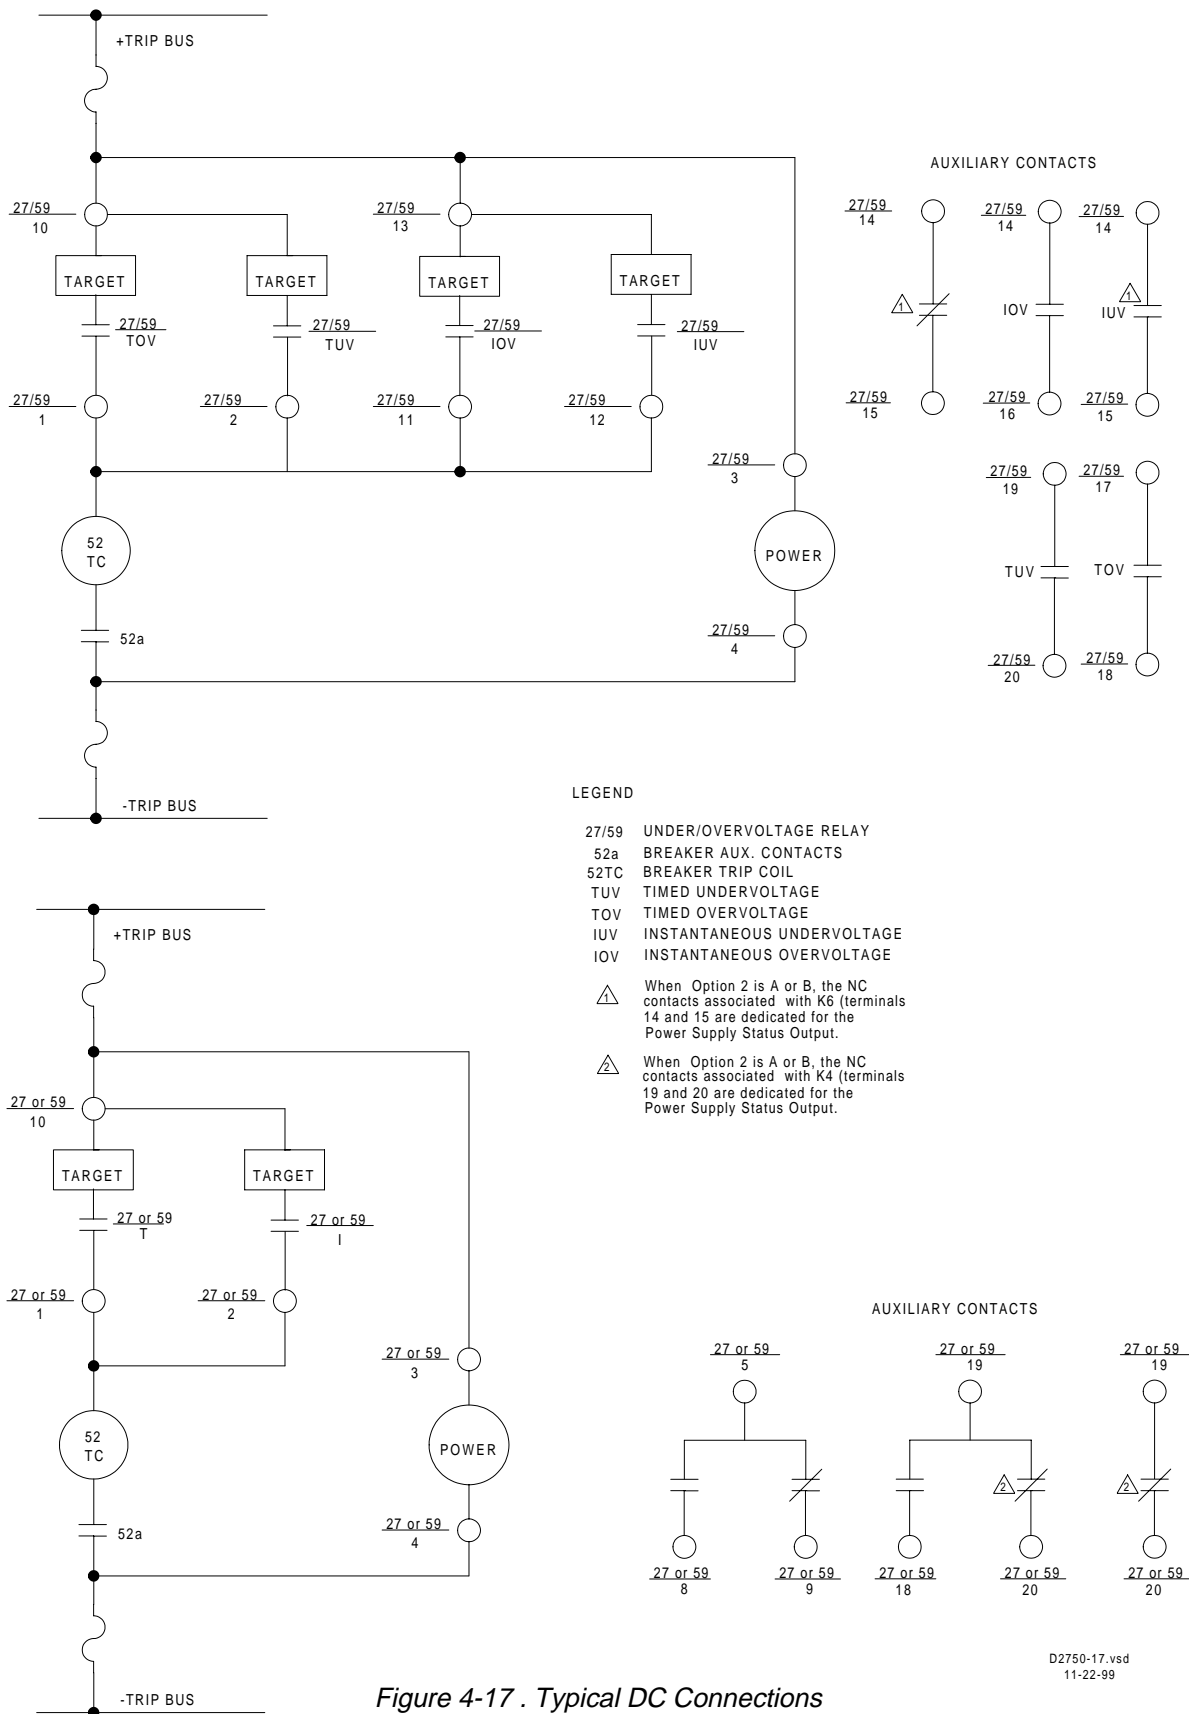 +TRIP BUS
AUXILIARY CONTACTS
27/59
10
27/59
13
27/59
14
27/59
14
27/59
14
TARGET
TARGET
TARGET
TARGET
27/59
TOV
27/59
TUV
27/59
IOV
27/59
IUV
1
IOV
1
IUV
27/59
1
27/59
2
27/59
11
27/59
12
27/59
15
27/59
16
27/59
15
27/59
3
27/59
19
27/59
17
52
TC
POWER
TUV
TOV
52a
27/59
4
27/59
20
27/59
18
-TRIP BUS
LEGEND
27/59 UNDER/OVERVOLTAGE RELAY
52a BREAKER AUX. CONTACTS
52TC BREAKER TRIP COIL
TUV TIMED UNDERVOLTAGE
TOV TIMED OVERVOLTAGE
IUV INSTANTANEOUS UNDERVOLTAGE
IOV INSTANTANEOUS OVERVOLTAGE
1 When Option 2 is A or B, the NC
contacts associated with K6 (terminals
14 and 15 are dedicated for the
Power Supply Status Output.
2 When Option 2 is A or B, the NC
contacts associated with K4 (terminals
19 and 20 are dedicated for the
Power Supply Status Output.
+TRIP BUS
27 or 59
10
TARGET
TARGET
27 or 59
T
27 or 59
I
27 or 59
1
27 or 59
2
27 or 59
3
52
TC
POWER
52a
27 or 59
4
-TRIP BUS
AUXILIARY CONTACTS
27 or 59
5
27 or 59
19
27 or 59
19
2
2
27 or 59
8
27 or 59
9
27 or 59
18
27 or 59
20
27 or 59
20
D2750-17.vsd
11-22-99
Figure 4-17 . Typical DC Connections